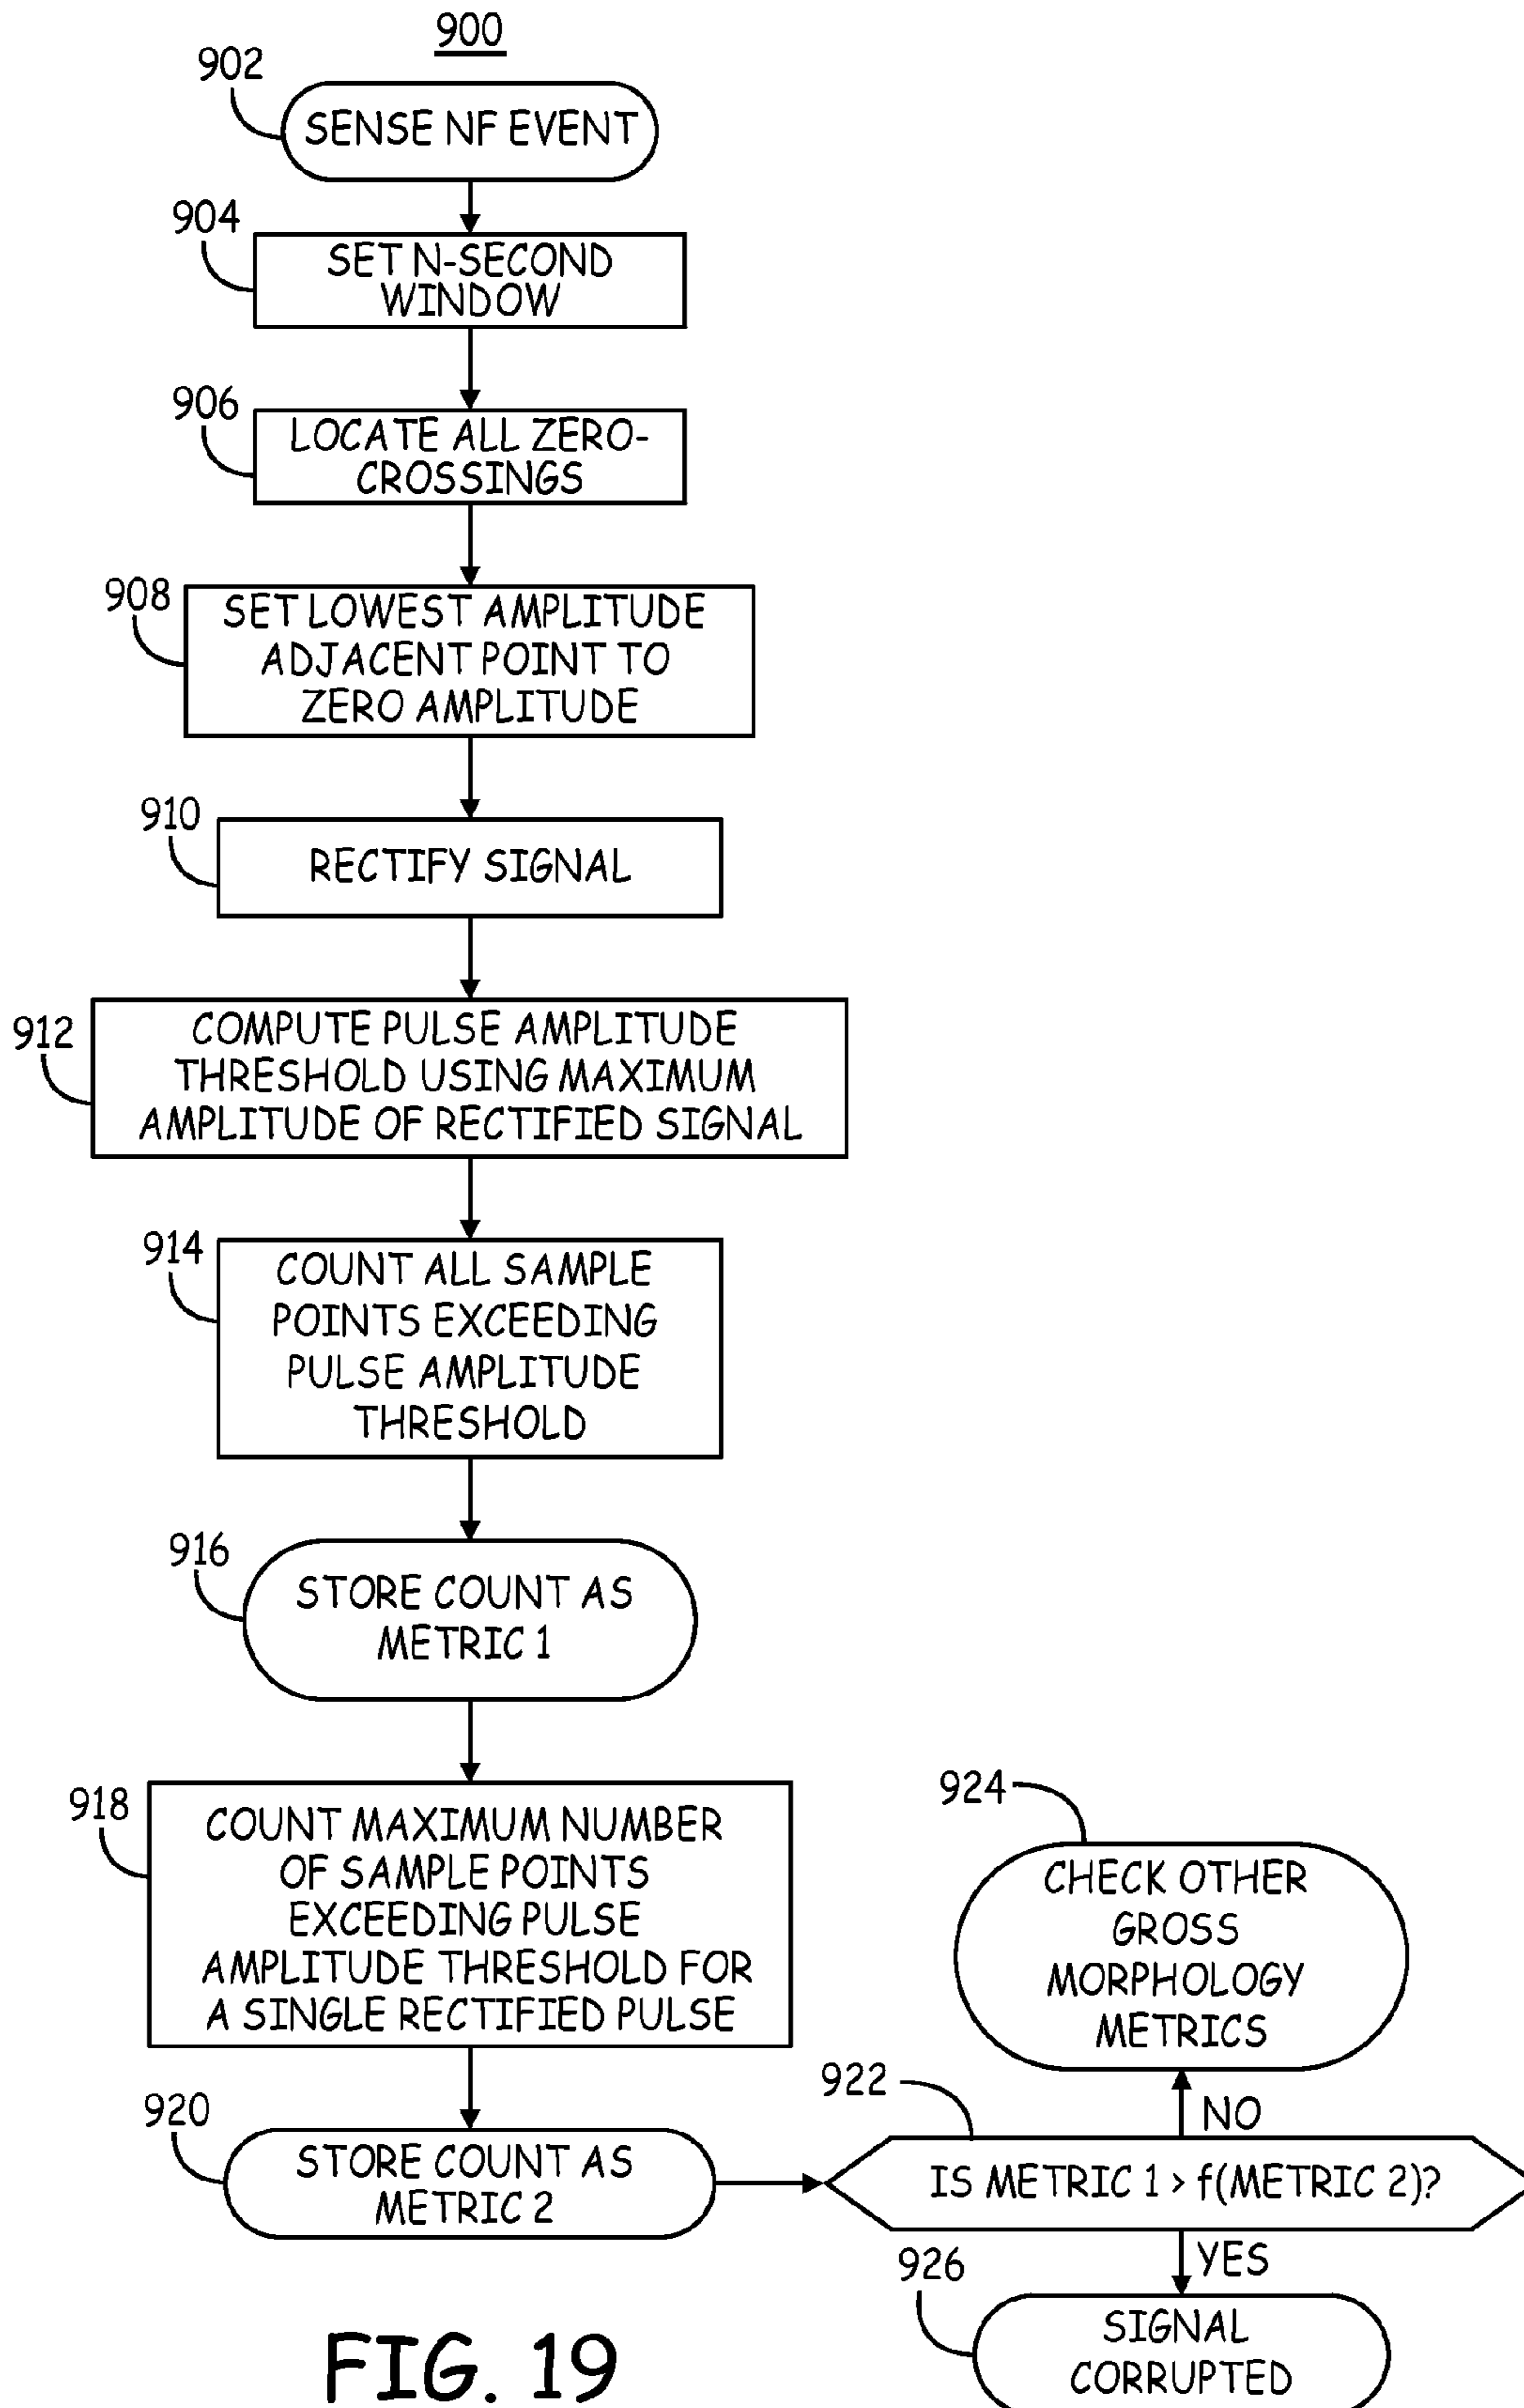 900
902
SENSE NF EVENT
904
SET N-SECOND
WINDOW
906
LOCATE ALL ZERO-
CROSSINGS
908
SET LOWEST AMPLITUDE
ADJACENT POINT TO
ZERO AMPLITUDE
910
RECTIFY SIGNAL
912
COMPUTE PULSE AMPLITUDE
THRESHOLD USING MAXIMUM
AMPLITUDE OF RECTIFIED SIGNAL
914
COUNT ALL SAMPLE
POINTS EXCEEDING
PULSE AMPLITUDE
THRESHOLD
916
STORE COUNT AS
METRIC 1
918
COUNT MAXIMUM NUMBER
OF SAMPLE POINTS
EXCEEDING PULSE
AMPLITUDE THRESHOLD FOR
A SINGLE RECTIFIED PULSE
920
STORE COUNT AS
METRIC 2
922
IS METRIC 1 > f(METRIC 2)?
NO
924
CHECK OTHER
GROSS
MORPHOLOGY
METRICS
YES
926
SIGNAL
CORRUPTED
FIG. 19